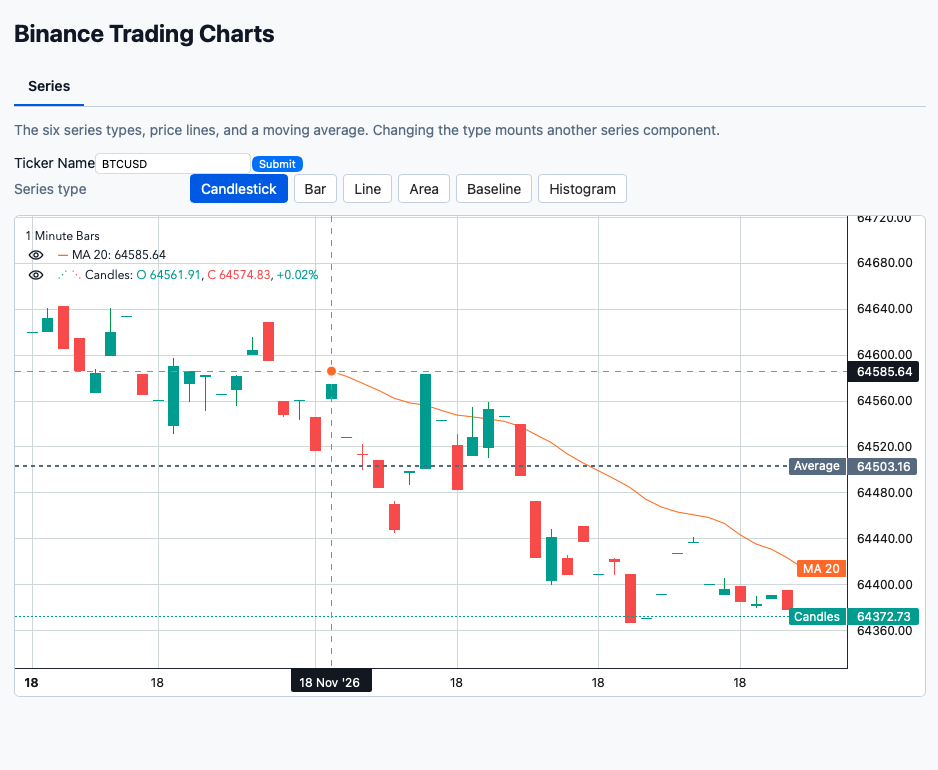 Binance Trading Charts
Series
The six series types, price lines, and a moving average. Changing the type mounts another series component.
Ticker Name BTCUSD Submit
Series type Candlestick Bar Line Area Baseline Histogram
64720.00
1 Minute Bars
MA 20: 64585.64
Candles: O 64561.91, C 64574.83, +0.02%
64680.00
64640.00
64600.00
64585.64
64560.00
64520.00
Average 64503.16
64480.00
64440.00
MA 20
64400.00
Candles 64372.73
64360.00
18 18 18 Nov '26 18 18 18